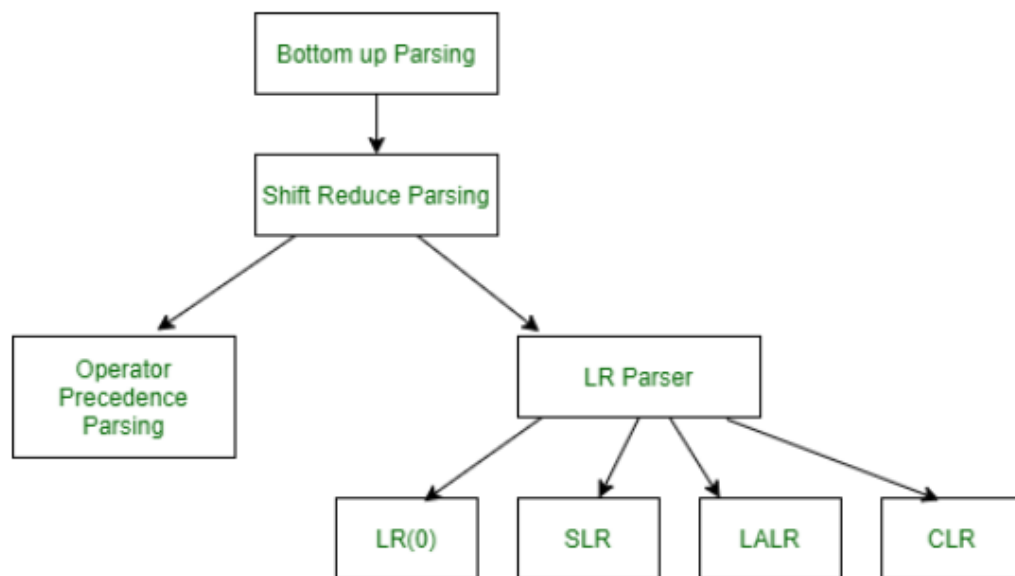 Bottom up Parsing
Shift Reduce Parsing
Operator
Precedence
Parsing
LR Parser
LR(0)
SLR
LALR
CLR